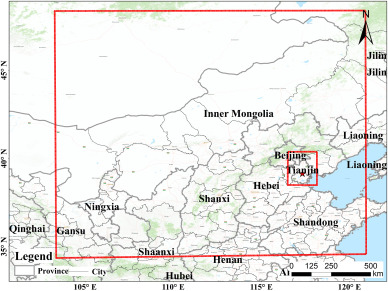 N
45° N
40° N
35° N
Jilin
Jilin
Inner Mongolia
Liaoning
Beijing
Tianjin
Liaoning
Hebei
Shanxi
Ningxia
Shandong
Qinghai
Gansu
Shaanxi
Henan
Hubei
Legend
Province City
0 125 250 500
km
105° E 110° E 115° E 120° E